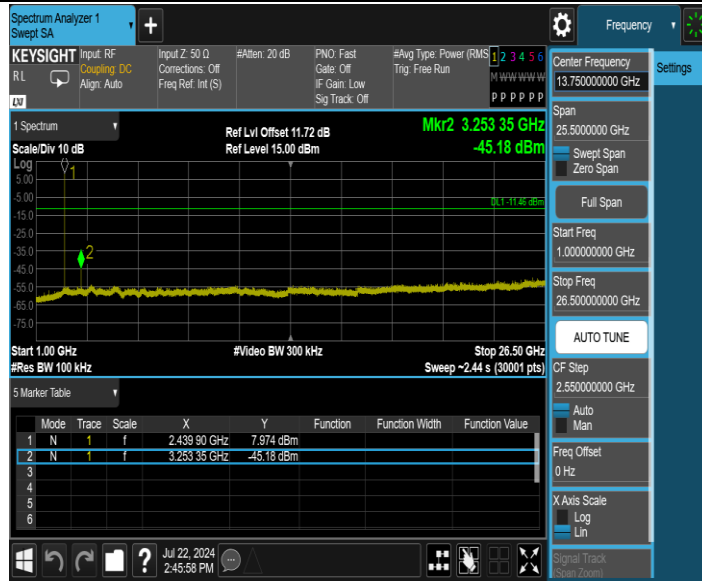 Spectrum Analyzer 1
Swept SA
+
Frequency
KEYSIGHT
RL
LXI
Input: RF
Coupling: DC
Align: Auto
Input Z: 50 Ω
Corrections: Off
Freq Ref: Int (S)
#Atten: 20 dB
PNO: Fast
Gate: Off
IF Gain: Low
Sig Track: Off
#Avg Type: Power (RMS
Trig: Free Run
1 2 3 4 5 6
M W W W W W
P P P P P P
1 Spectrum
Scale/Div 10 dB
Ref Lvl Offset 11.72 dB
Ref Level 15.00 dBm
Mkr2 3.253 35 GHz
-45.18 dBm
Log
5.00
-5.00
-15.0
-25.0
-35.0
-45.0
-55.0
-65.0
-75.0
1
2
DL1 -11.46 dBm
Start 1.00 GHz
#Res BW 100 kHz
#Video BW 300 kHz
Stop 26.50 GHz
Sweep ~2.44 s (30001 pts)
5 Marker Table
Mode Trace Scale X Y Function Function Width Function Value
1 N 1 f 2.439 90 GHz 7.974 dBm
2 N 1 f 3.253 35 GHz -45.18 dBm
3
4
5
6
?
Jul 22, 2024
2:45:58 PM
Center Frequency
13.750000000 GHz
Span
25.5000000 GHz
Swept Span
Zero Span
Full Span
Start Freq
1.000000000 GHz
Stop Freq
26.500000000 GHz
AUTO TUNE
CF Step
2.550000000 GHz
Auto
Man
Freq Offset
0 Hz
X Axis Scale
Log
Lin
Signal Track
(Span Zoom)
Settings